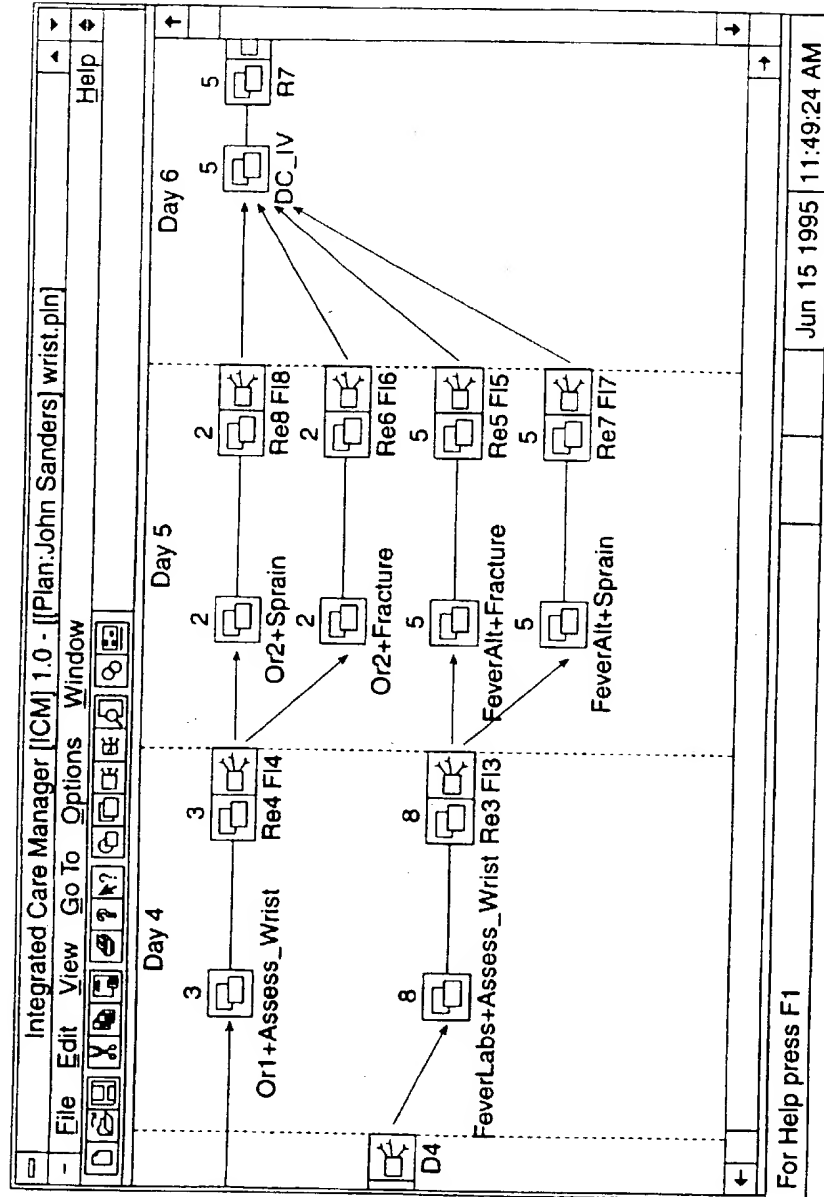 Integrated Care Manager [ICM] 1.0 - [[Plan:John Sanders] wrist.pln]
File Edit View Go To Options Window Help
Day 4 Day 5 Day 6
3
Or1+Assess_Wrist
3
Re4 Fl4
2
Or2+Sprain
2
Re8 Fl8
5
DC_IV
5
R7
2
Or2+Fracture
2
Re6 Fl6
D4
8
FeverLabs+Assess_Wrist
8
Re3 Fl3
5
FeverAlt+Fracture
5
Re5 Fl5
5
FeverAlt+Sprain
5
Re7 Fl7
For Help press F1
Jun 15 1995 11:49:24 AM